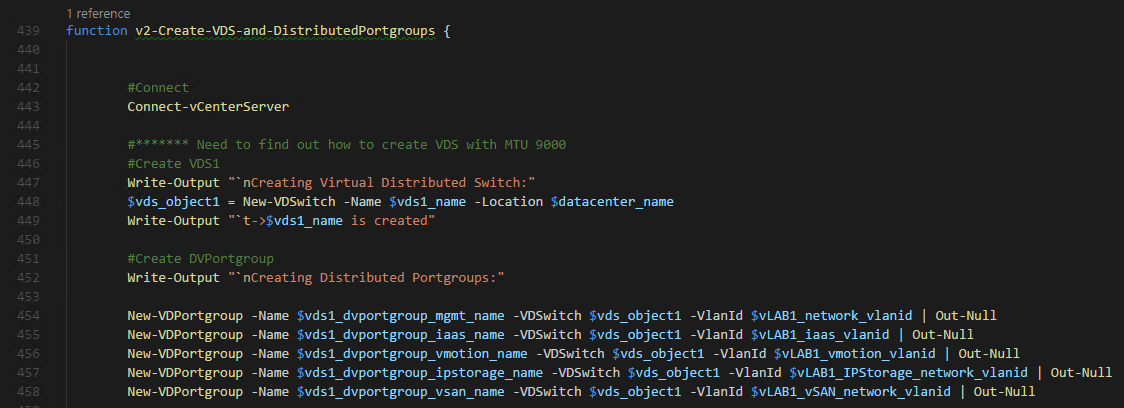 1 reference
439 function v2-Create-VDS-and-DistributedPortgroups {
440
441
442 #Connect
443 Connect-vCenterServer
444
445 #******* Need to find out how to create VDS with MTU 9000
446 #Create VDS1
447 Write-Output "`nCreating Virtual Distributed Switch:"
448 $vds_object1 = New-VDSwitch -Name $vds1_name -Location $datacenter_name
449 Write-Output "`t->$vds1_name is created"
450
451 #Create DVPortgroup
452 Write-Output "`nCreating Distributed Portgroups:"
453
454 New-VDPortgroup -Name $vds1_dvportgroup_mgmt_name -VDSwitch $vds_object1 -VlanId $vLAB1_network_vlanid | Out-Null
455 New-VDPortgroup -Name $vds1_dvportgroup_iaas_name -VDSwitch $vds_object1 -VlanId $vLAB1_iaas_vlanid | Out-Null
456 New-VDPortgroup -Name $vds1_dvportgroup_vmotion_name -VDSwitch $vds_object1 -VlanId $vLAB1_vmotion_vlanid | Out-Null
457 New-VDPortgroup -Name $vds1_dvportgroup_ipstorage_name -VDSwitch $vds_object1 -VlanId $vLAB1_IPStorage_network_vlanid | Out-Null
458 New-VDPortgroup -Name $vds1_dvportgroup_vsan_name -VDSwitch $vds_object1 -VlanId $vLAB1_vSAN_network_vlanid | Out-Null